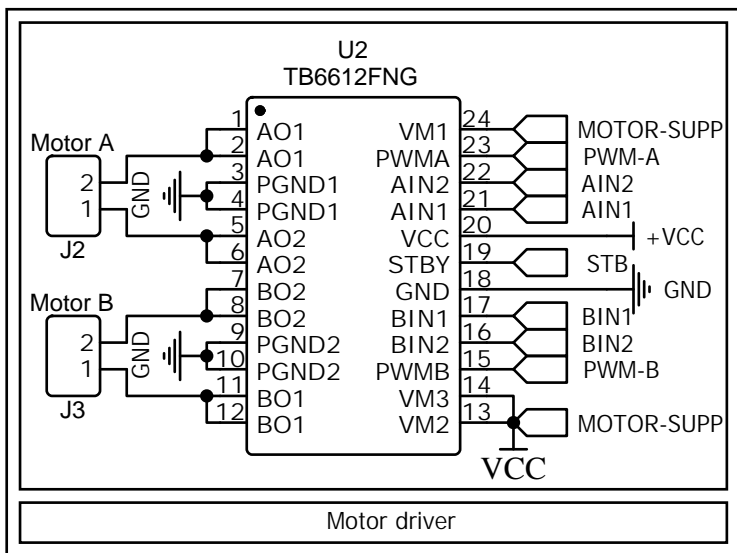 U2
TB6612FNG
Motor A
2
1
GND
J2
Motor B
2
1
GND
J3
1 AO1
2 AO1
3 PGND1
4 PGND1
5 AO2
6 AO2
7 BO2
8 BO2
9 PGND2
10 PGND2
11 BO1
12 BO1
VM1 24 MOTOR-SUPP
PWMA 23 PWM-A
AIN2 22 AIN2
AIN1 21 AIN1
VCC 20 +VCC
STBY 19 STB
GND 18 GND
BIN1 17 BIN1
BIN2 16 BIN2
PWMB 15 PWM-B
VM3 14
VM2 13 MOTOR-SUPP
VCC
Motor driver